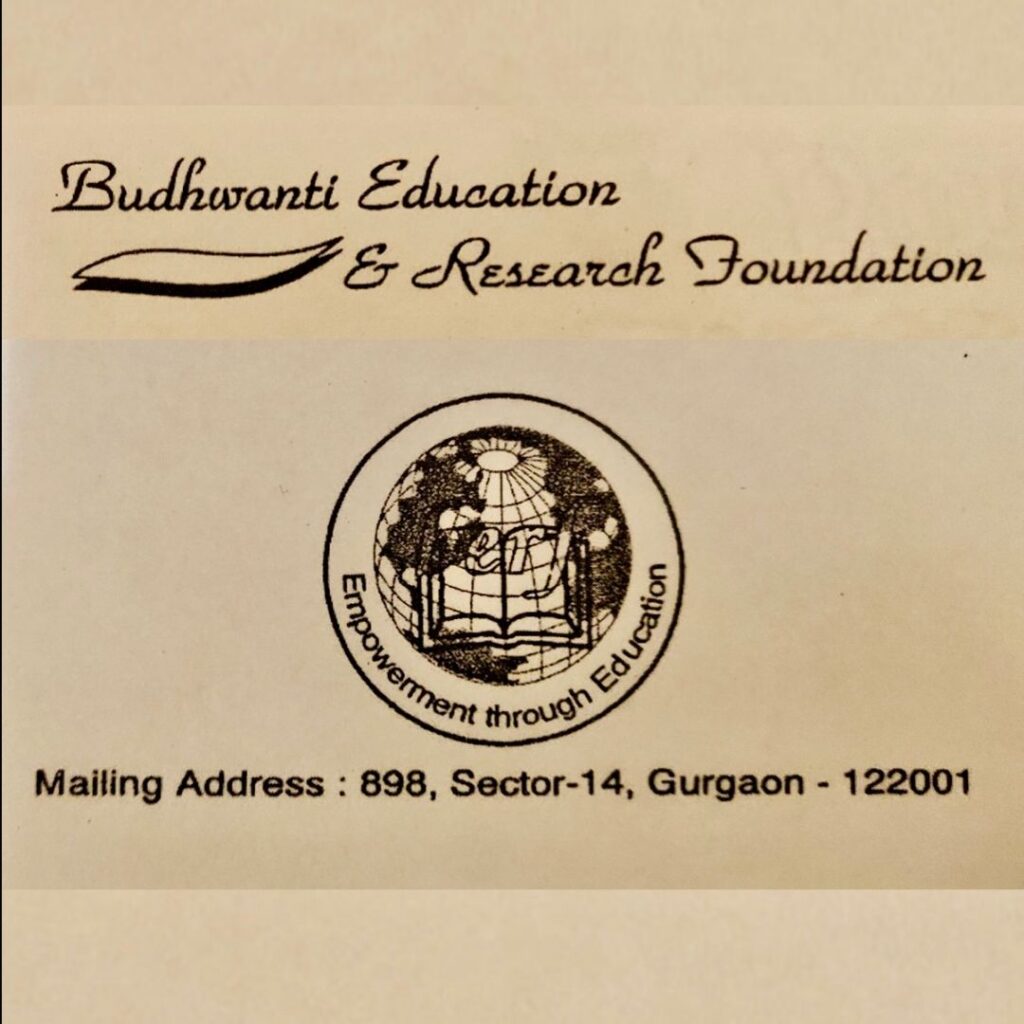 Budhwanti Education
& Research Foundation
Empowerment through Education
Mailing Address : 898, Sector-14, Gurgaon - 122001